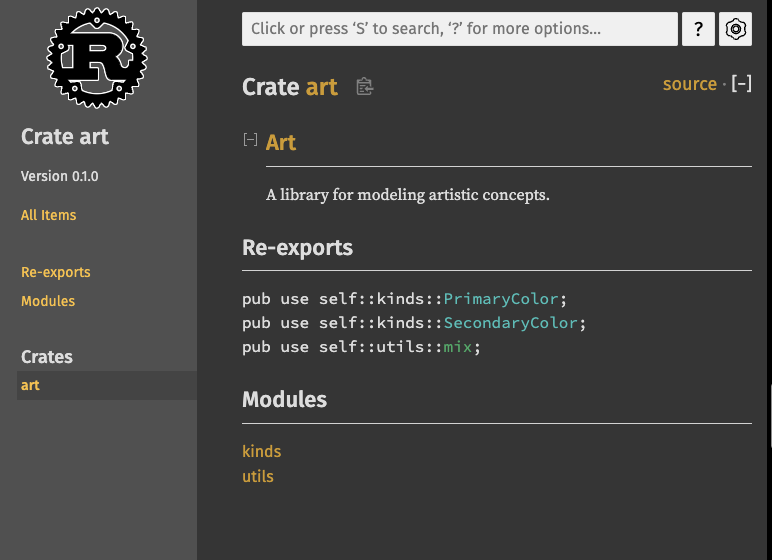 R
Crate art
Version 0.1.0
All Items
Re-exports
Modules
Crates
art
Click or press ‘S’ to search, ‘?’ for more options...
?
Crate art
source · [-]
[-] Art
A library for modeling artistic concepts.
Re-exports
pub use self::kinds::PrimaryColor;
pub use self::kinds::SecondaryColor;
pub use self::utils::mix;
Modules
kinds
utils